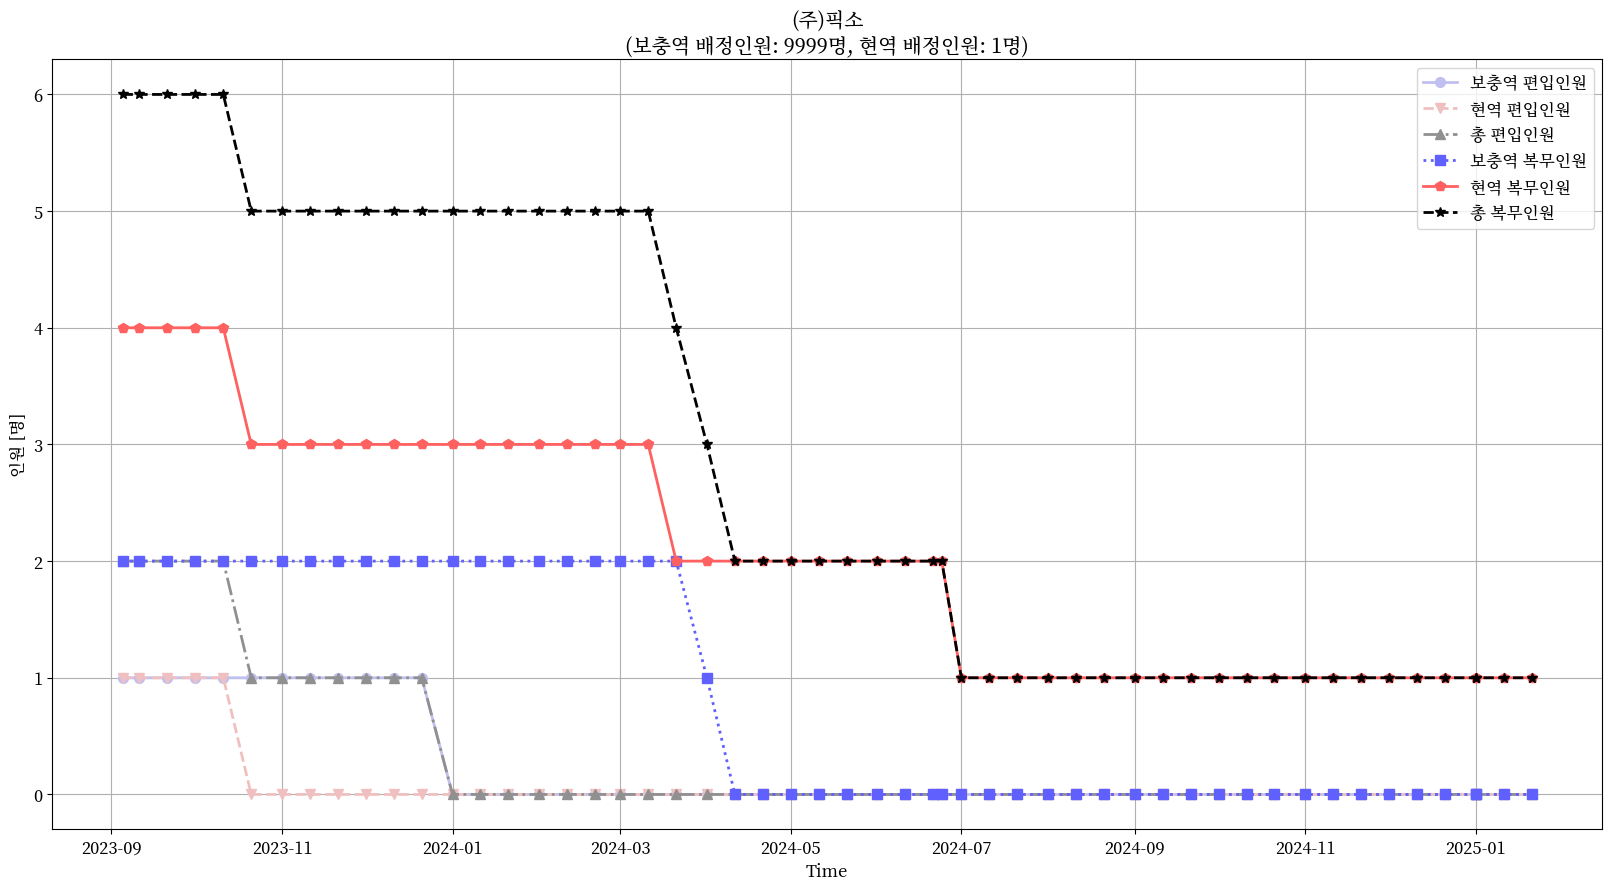 (주)픽소
(보충역 배정인원: 9999명, 현역 배정인원: 1명)
보충역 편입인원
현역 편입인원
총 편입인원
보충역 복무인원
현역 복무인원
총 복무인원
인원 [명]
6
5
4
3
2
1
0
2023-09
2023-11
2024-01
2024-03
2024-05
2024-07
2024-09
2024-11
2025-01
Time